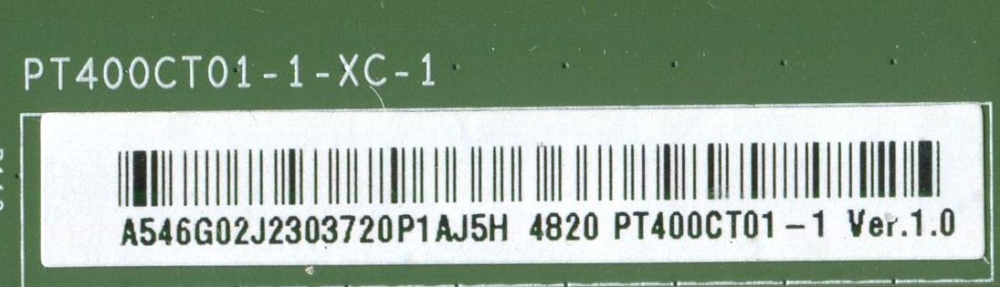 PT400CT01-1-XC-1
A546G02J2303720P1AJ5H 4820 PT400CT01-1 Ver.1.0